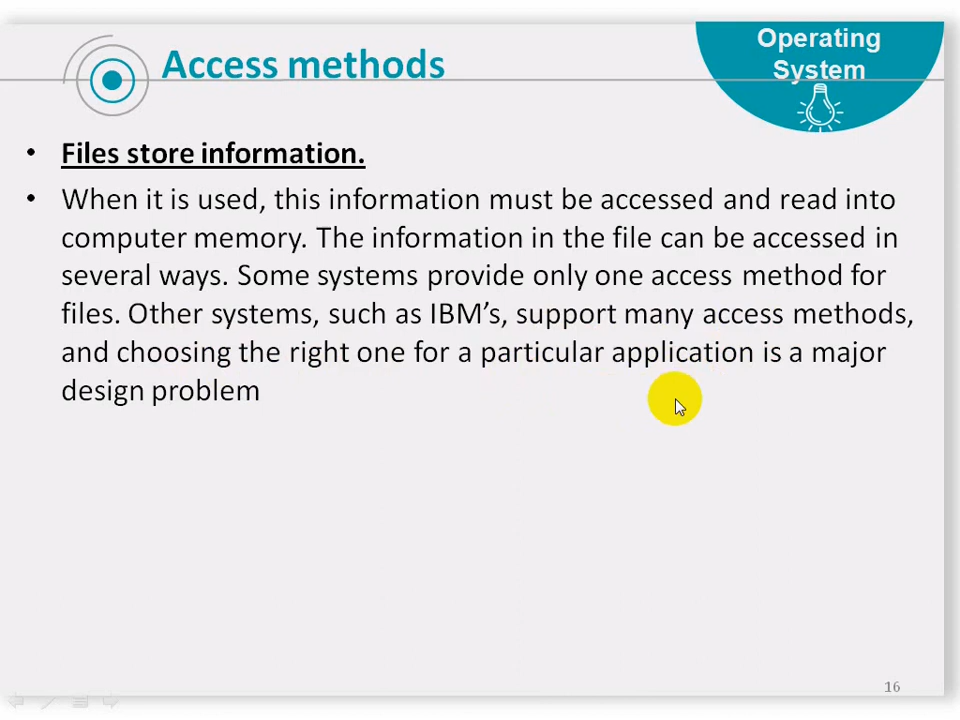 Access methods
Operating
System
• Files store information.
• When it is used, this information must be accessed and read into
computer memory. The information in the file can be accessed in
several ways. Some systems provide only one access method for
files. Other systems, such as IBM’s, support many access methods,
and choosing the right one for a particular application is a major
design problem
16